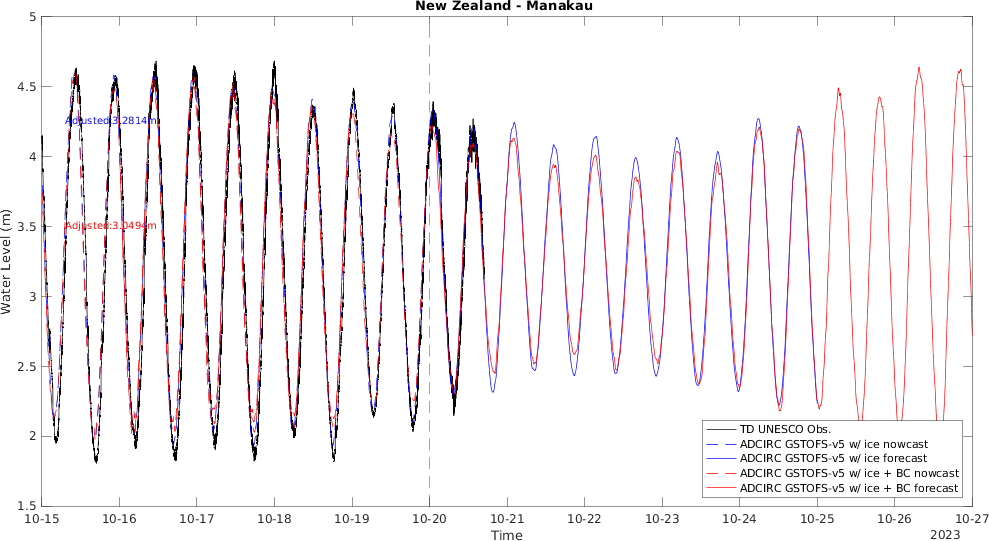 New Zealand - Manakau
Water Level (m)
5
4.5
4
3.5
3
2.5
2
1.5
Adjusted:3.2814m
Adjusted:3.0494m
TD UNESCO Obs.
ADCIRC GSTOFS-v5 w/ ice nowcast
ADCIRC GSTOFS-v5 w/ ice forecast
ADCIRC GSTOFS-v5 w/ ice + BC nowcast
ADCIRC GSTOFS-v5 w/ ice + BC forecast
10-15 10-16 10-17 10-18 10-19 10-20 10-21 10-22 10-23 10-24 10-25 10-26 10-27
Time
2023